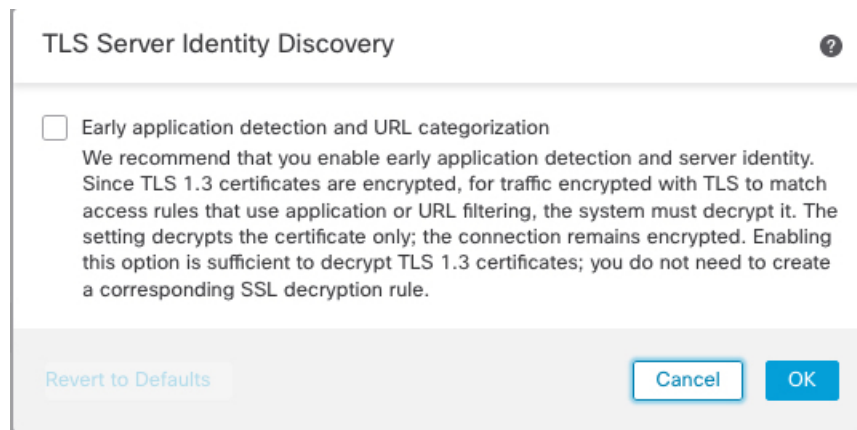 TLS Server Identity Discovery
?
Early application detection and URL categorization
We recommend that you enable early application detection and server identity.
Since TLS 1.3 certificates are encrypted, for traffic encrypted with TLS to match
access rules that use application or URL filtering, the system must decrypt it. The
setting decrypts the certificate only; the connection remains encrypted. Enabling
this option is sufficient to decrypt TLS 1.3 certificates; you do not need to create
a corresponding SSL decryption rule.
Revert to Defaults
Cancel
OK